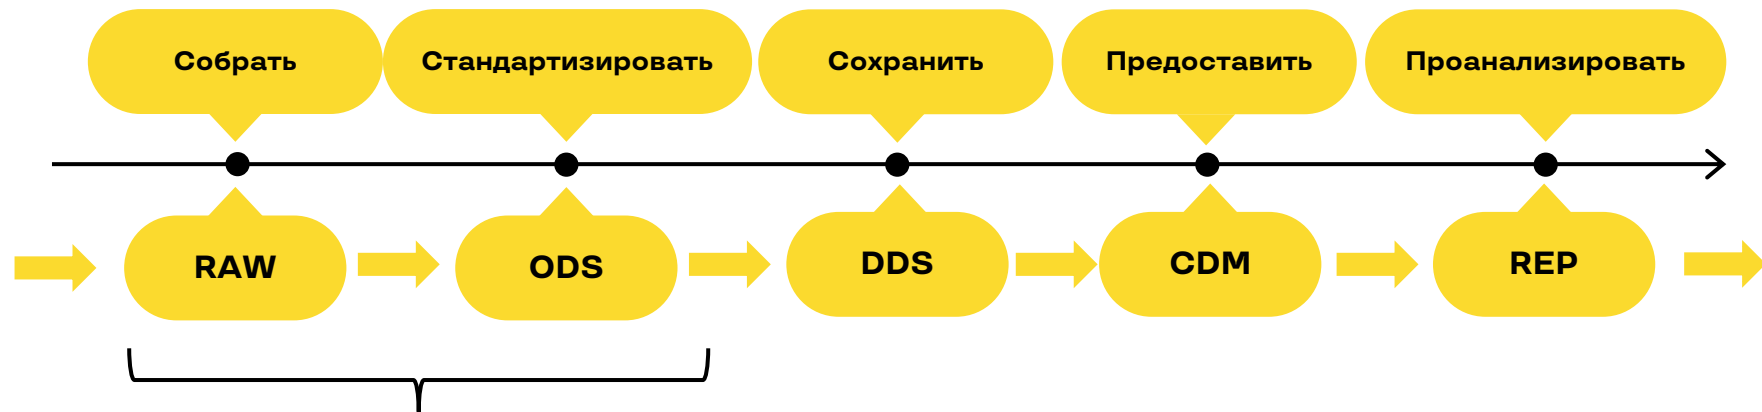 Собрать
Стандартизировать
Сохранить
Предоставить
Проанализировать
RAW
ODS
DDS
CDM
REP